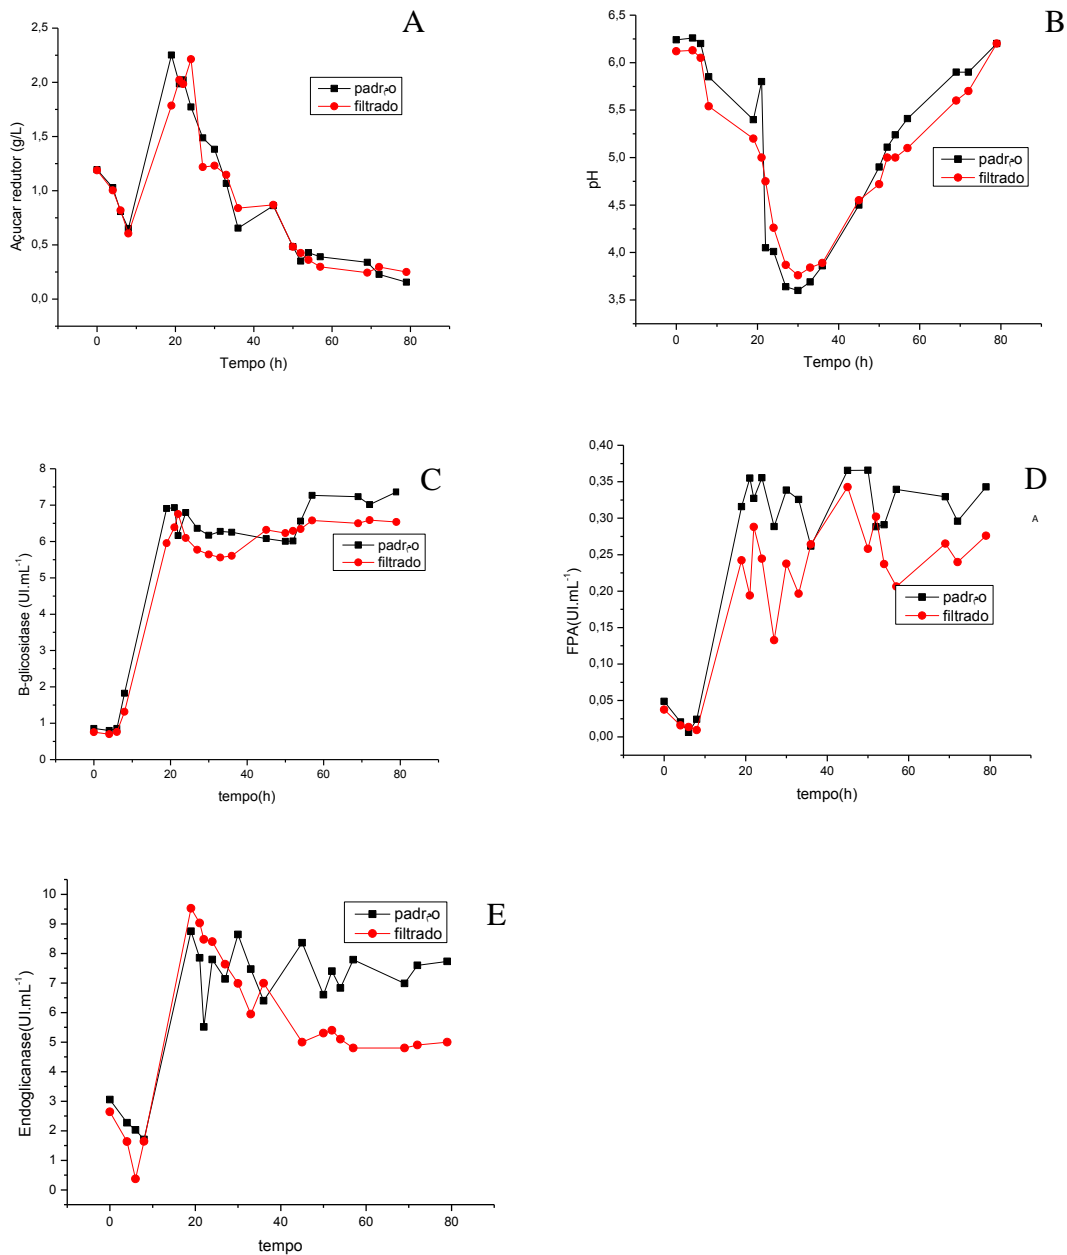 A
2,5
2,0
1,5
1,0
0,5
0,0
Açucar redutor (g/L)
padrم‎o
filtrado
0 20 40 60 80
Tempo (h)
B
6,5
6,0
5,5
5,0
4,5
4,0
3,5
pH
padrمo
filtrado
0 20 40 60 80
Tempo (h)
C
8
7
6
5
4
3
2
1
0
B-glicosidase (UI.mL⁻¹)
padrمo
filtrado
0 20 40 60 80
tempo(h)
D
0,40
0,35
0,30
0,25
0,20
0,15
0,10
0,05
0,00
FPA(UI.mL⁻¹)
A
padrمo
filtrado
0 20 40 60 80
tempo(h)
E
10
9
8
7
6
5
4
3
2
1
0
Endoglicanase(UI.mL⁻¹)
padrمo
filtrado
0 20 40 60 80
tempo